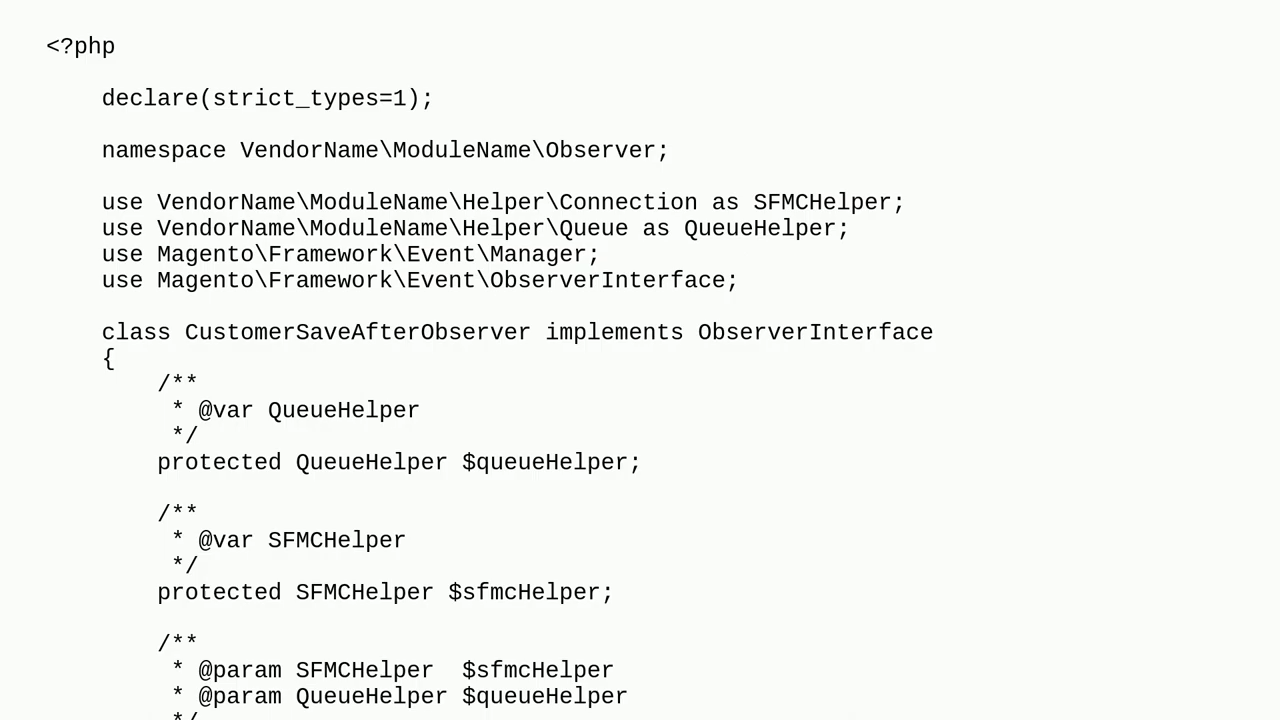 <?php
declare(strict_types=1);
namespace VendorName\ModuleName\Observer;
use VendorName\ModuleName\Helper\Connection as SFMCHelper;
use VendorName\ModuleName\Helper\Queue as QueueHelper;
use Magento\Framework\Event\Manager;
use Magento\Framework\Event\ObserverInterface;
class CustomerSaveAfterObserver implements ObserverInterface
{
/**
* @var QueueHelper
*/
protected QueueHelper $queueHelper;
/**
* @var SFMCHelper
*/
protected SFMCHelper $sfmcHelper;
/**
* @param SFMCHelper  $sfmcHelper
* @param QueueHelper $queueHelper
*/